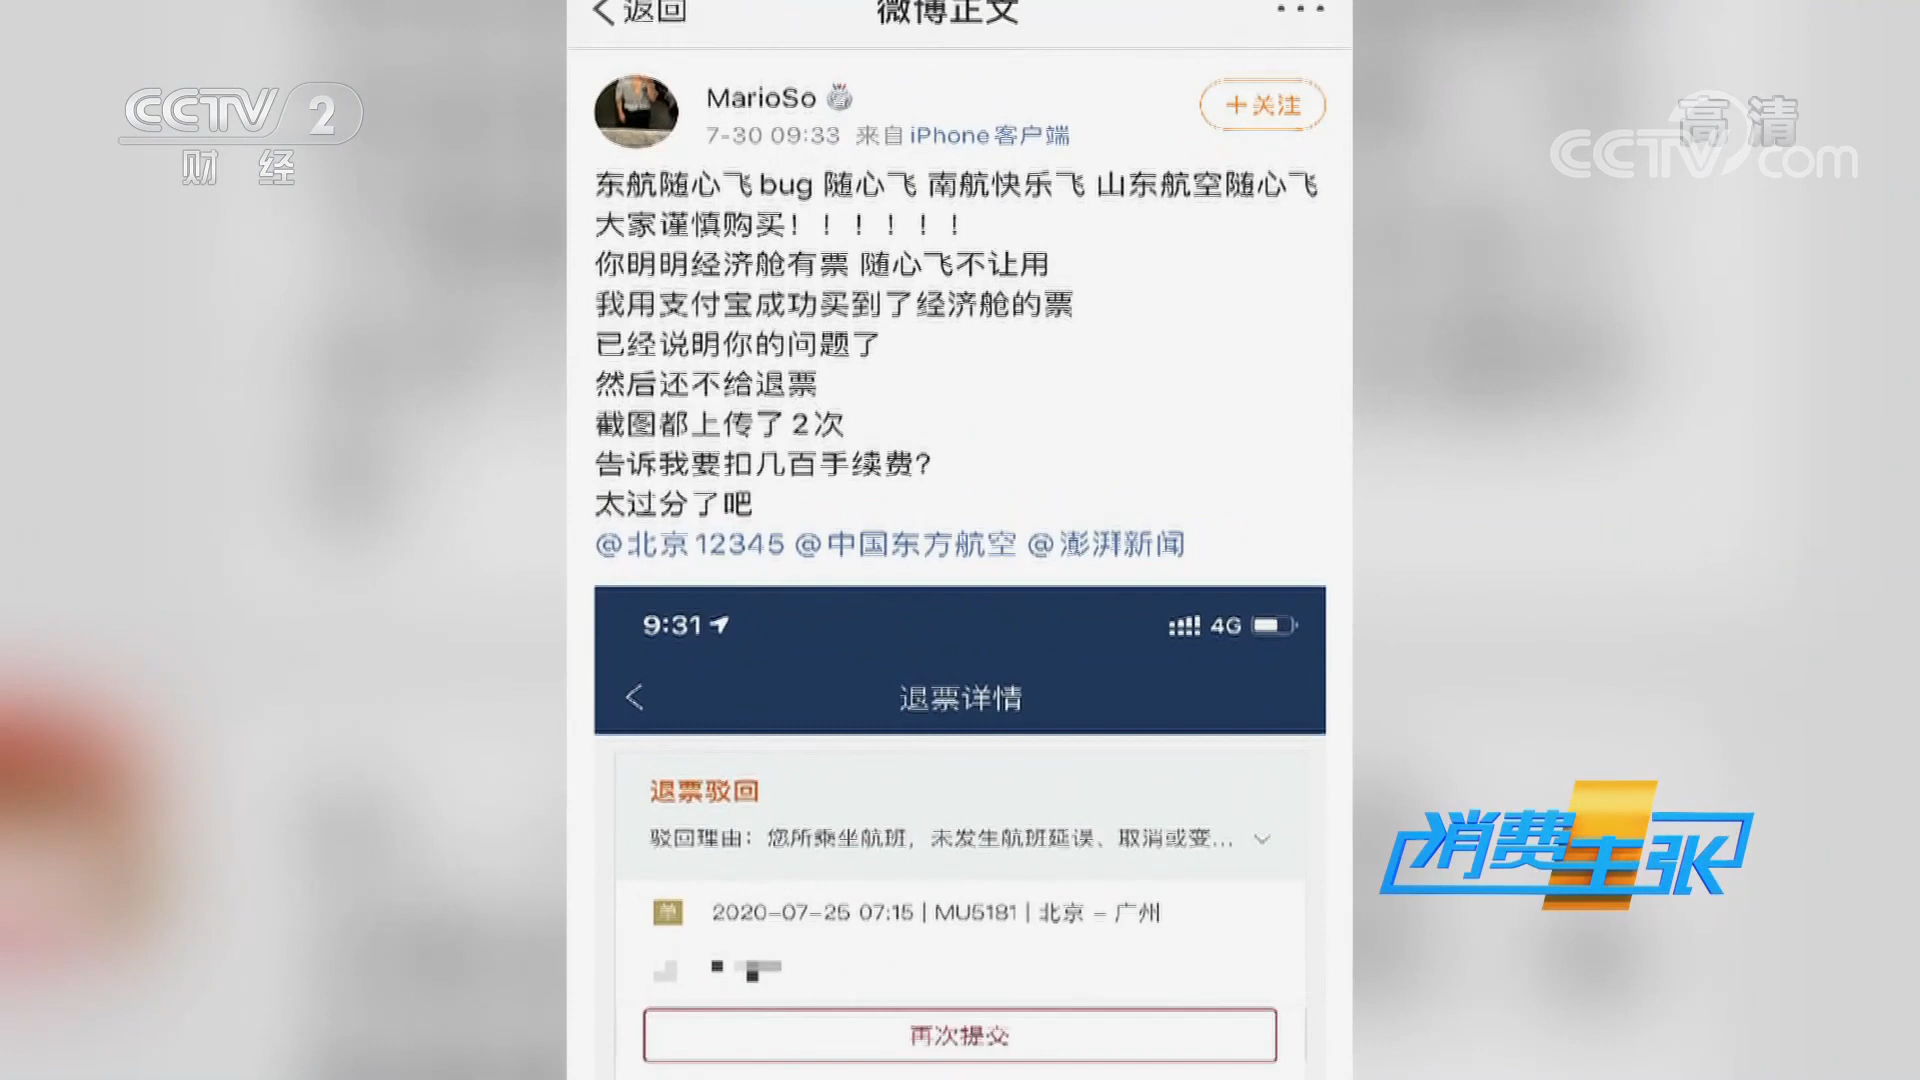 返回
微博正文
CCTV 2
财 经
高清
CCTV.com
MarioSo
7-30 09:33 来自 iPhone客户端
+关注
东航随心飞bug 随心飞 南航快乐飞 山东航空随心飞
大家谨慎购买！！！！！！
你明明经济舱有票 随心飞不让用
我用支付宝成功买到了经济舱的票
已经说明你的问题了
然后还不给退票
截图都上传了2次
告诉我要扣几百手续费？
太过分了吧
@北京12345 @中国东方航空 @澎湃新闻
9:31
4G
退票详情
退票驳回
驳回理由：您所乘坐航班，未发生航班延误、取消或变...
单 2020-07-25 07:15 | MU5181 | 北京 – 广州
再次提交
消费主张